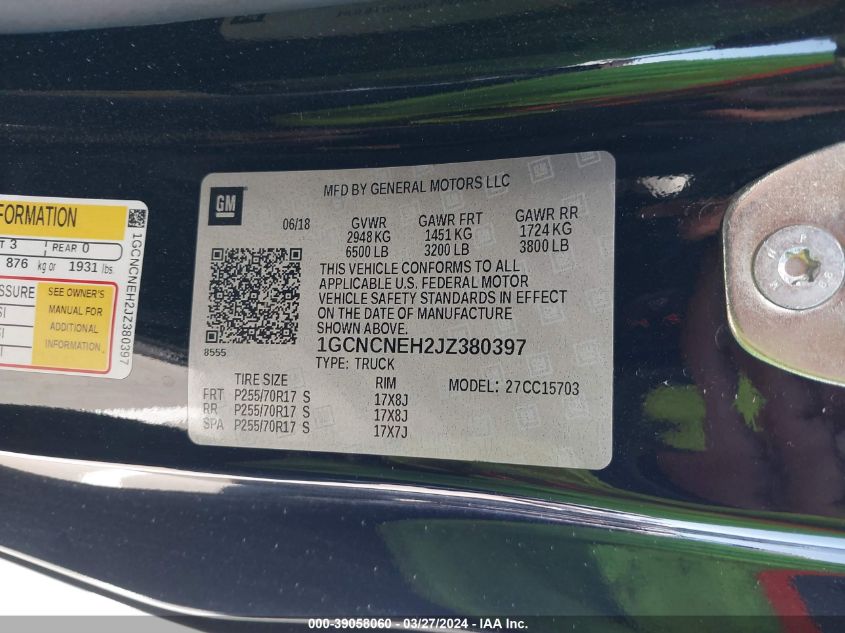 GM
MFD BY GENERAL MOTORS LLC
06/18 GVWR GAWR FRT GAWR RR
2948 KG 1451 KG 1724 KG
6500 LB 3200 LB 3800 LB
THIS VEHICLE CONFORMS TO ALL
APPLICABLE U.S. FEDERAL MOTOR
VEHICLE SAFETY STANDARDS IN EFFECT
ON THE DATE OF MANUFACTURE
SHOWN ABOVE.
8555
1GCNCNEH2JZ380397
TYPE: TRUCK
TIRE SIZE RIM MODEL: 27CC15703
FRT P255/70R17 S 17X8J
RR P255/70R17 S 17X8J
SPA P255/70R17 S 17X7J
FORMATION
T 3 REAR 0
876 kg or 1931 lbs.
SSURE
SEE OWNER'S
MANUAL FOR
ADDITIONAL
INFORMATION.
1GCNCNEH2JZ380397
8.8
000-39058060 - 03/27/2024 - IAA Inc.